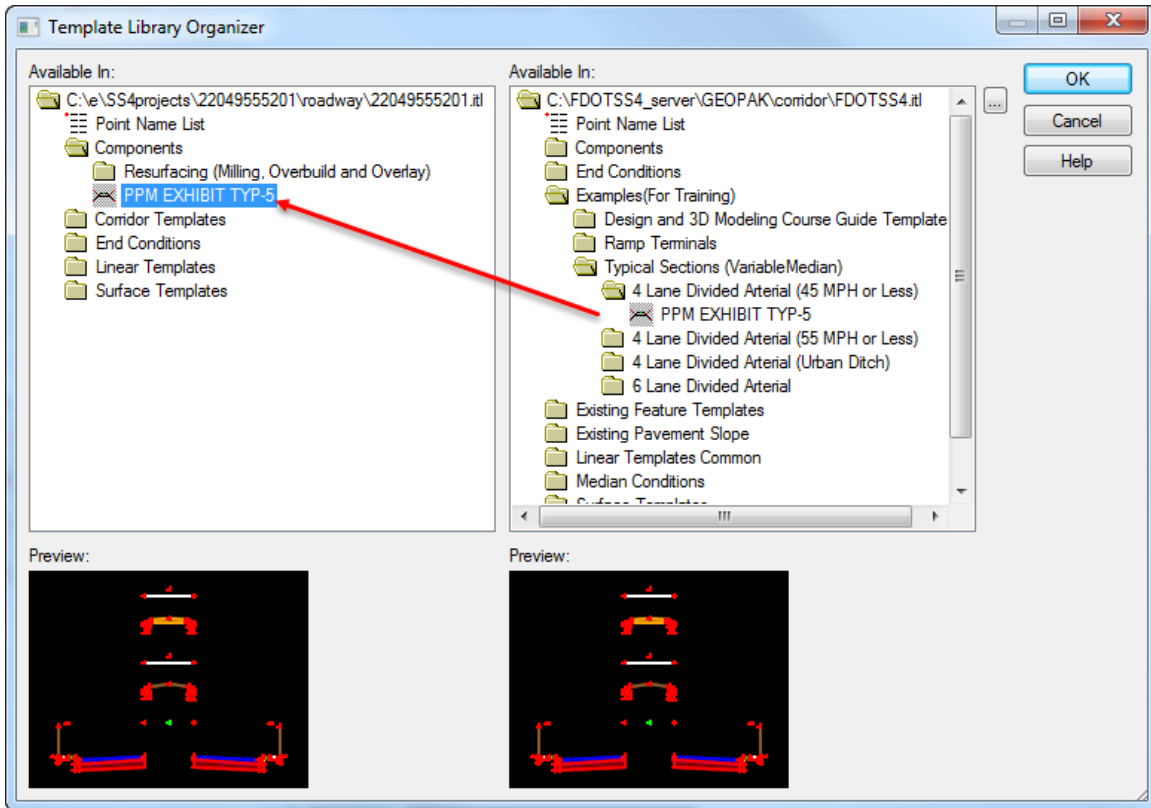 Template Library Organizer
Available In:
C:\e\SS4projects\22049555201\roadway\22049555201.itl
Point Name List
Components
Resurfacing (Milling, Overbuild and Overlay)
PPM EXHIBIT TYP-5
Corridor Templates
End Conditions
Linear Templates
Surface Templates
Available In:
C:\FDOTSS4_server\GEOPAK\corridor\FDOTSS4.itl
Point Name List
Components
End Conditions
Examples(For Training)
Design and 3D Modeling Course Guide Template
Ramp Terminals
Typical Sections (VariableMedian)
4 Lane Divided Arterial (45 MPH or Less)
PPM EXHIBIT TYP-5
4 Lane Divided Arterial (55 MPH or Less)
4 Lane Divided Arterial (Urban Ditch)
6 Lane Divided Arterial
Existing Feature Templates
Existing Pavement Slope
Linear Templates Common
Median Conditions
Surface Templates
...
OK
Cancel
Help
Preview:
Preview: